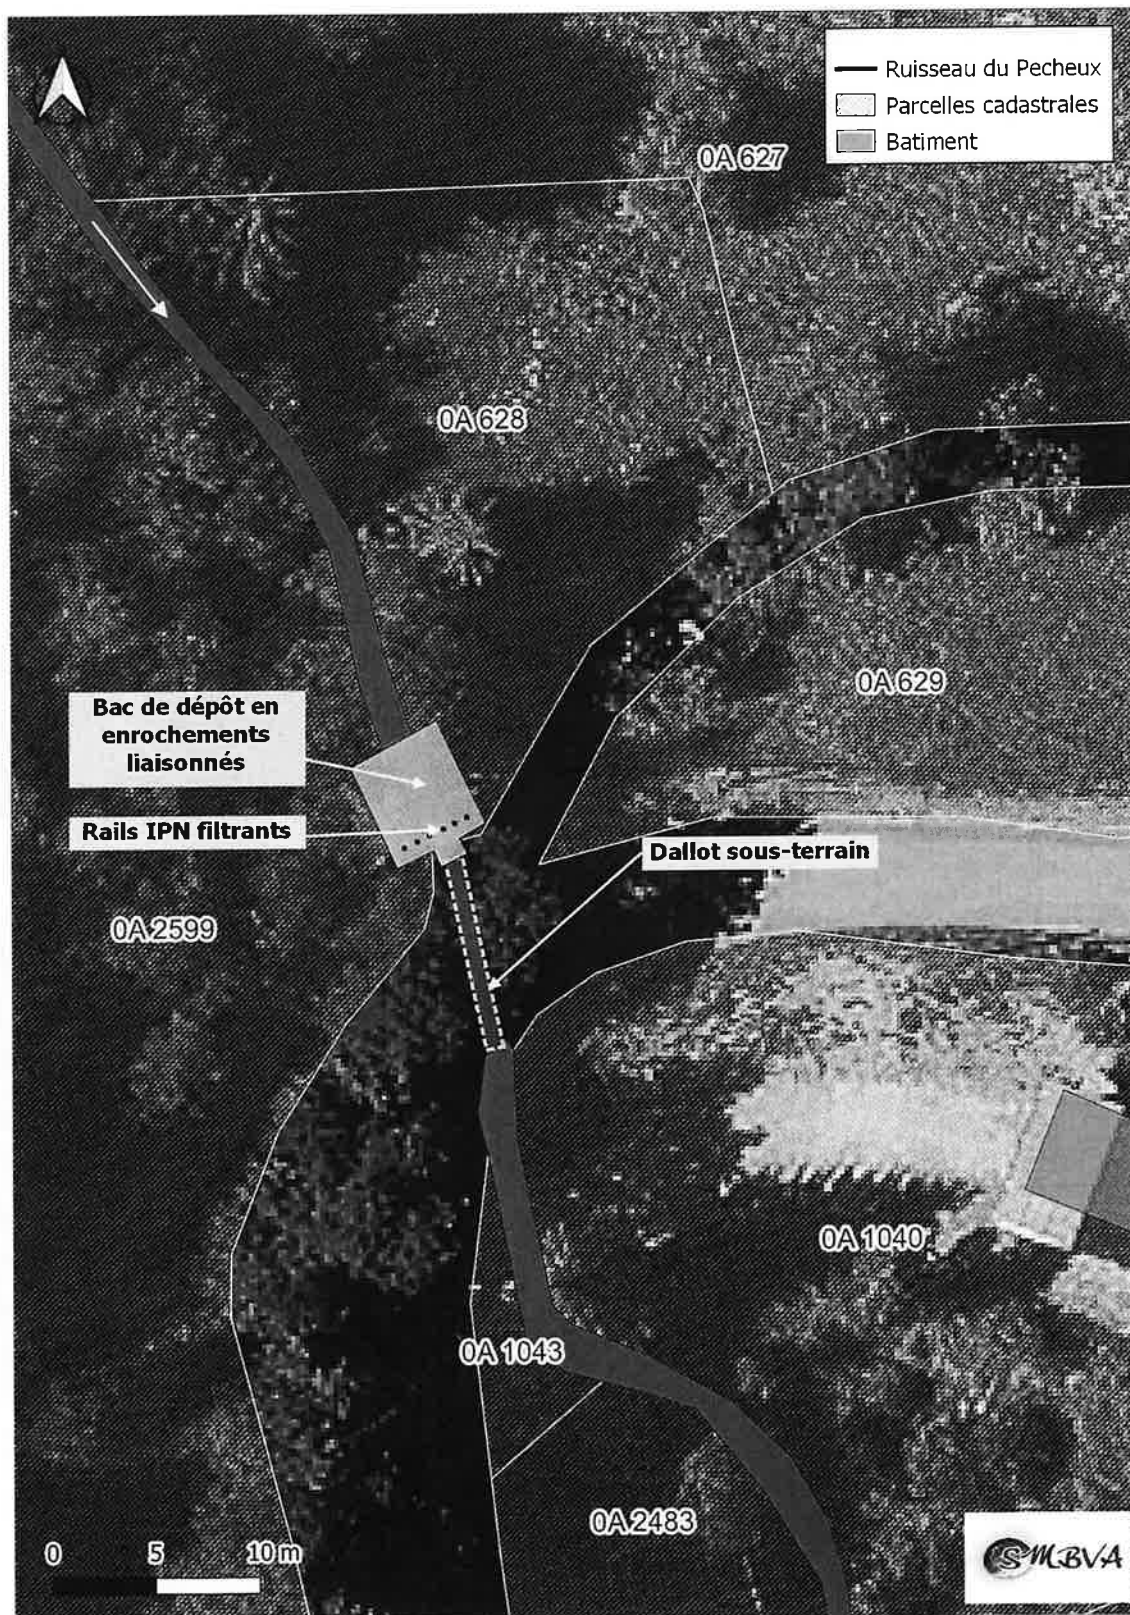 Ruisseau du Pecheux
Parcelles cadastrales
Batiment
0A 627
0A 628
0A 629
Bac de dépôt en
enrochements
liaisonnés
Rails IPN filtrants
Dallot sous-terrain
0A 2599
0A 1040
0A 1043
0A 2483
0 5 10 m
SMBVA